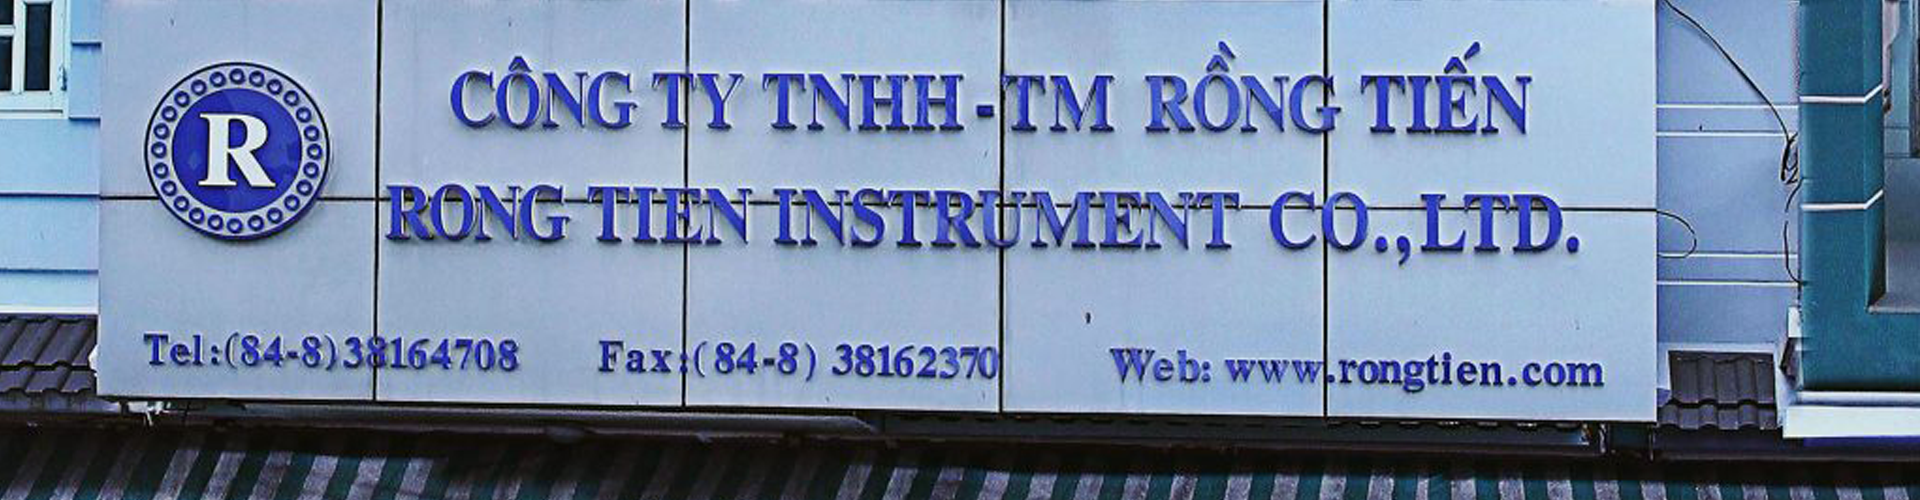 R
CÔNG TY TNHH-TM RỒNG TIẾN
RONG TIEN INSTRUMENT CO.,LTD.
Tel:(84-8)38164708 Fax:(84-8) 38162370 Web: www.rongtien.com